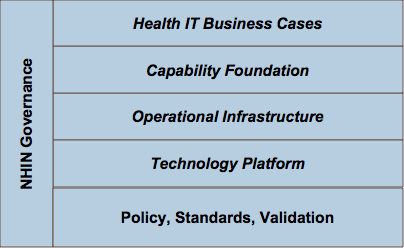 NHIN Governance
Health IT Business Cases
Capability Foundation
Operational Infrastructure
Technology Platform
Policy, Standards, Validation